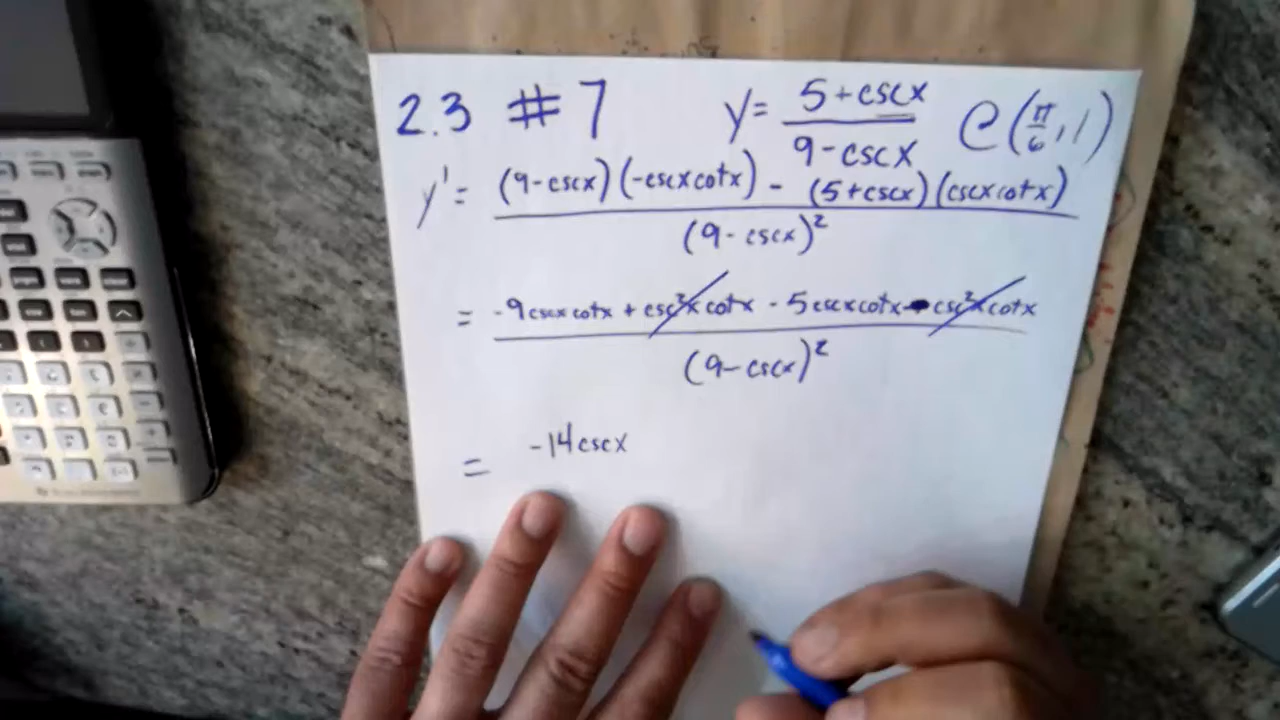 2.3 #7 y = (5+cscx)/(9-cscx) @(π/6, 1)
y' = ((9-cscx)(-cscxcotx) - (5+cscx)(cscxcotx))/(9-cscx)²
= (-9cscxcotx + csc²xcotx - 5cscxcotx - csc²xcotx)/(9-cscx)²
= -14cscx